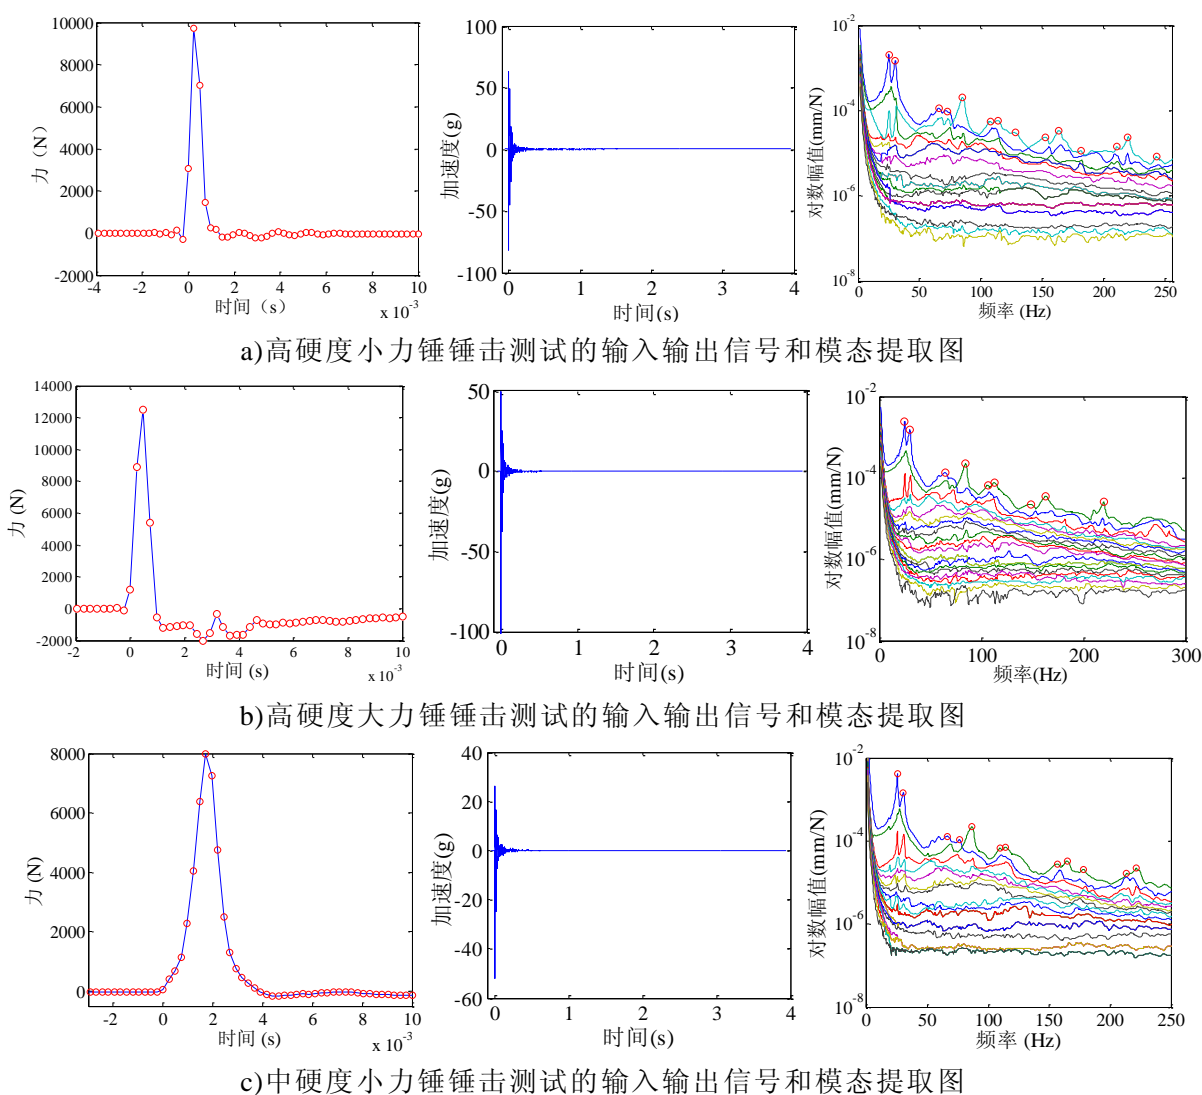 10000
8000
6000
4000
2000
0
-2000
力（N）
-4 -2 0 2 4 6 8 10
时间（s）
x 10-3
100
50
0
-50
-100
加速度(g)
0 1 2 3 4
时间(s)
10-2
10-4
10-6
10-8
对数幅值(mm/N)
0 50 100 150 200 250
频率 (Hz)
a)高硬度小力锤锤击测试的输入输出信号和模态提取图
14000
12000
10000
8000
6000
4000
2000
0
-2000
力 (N)
-2 0 2 4 6 8 10
时间 (s)
x 10-3
50
0
-50
-100
加速度(g)
0 1 2 3 4
时间(s)
10-2
10-4
10-6
10-8
对数幅值(mm/N)
0 100 200 300
频率(Hz)
b)高硬度大力锤锤击测试的输入输出信号和模态提取图
8000
6000
4000
2000
0
力 (N)
-2 0 2 4 6 8 10
时间 (s)
x 10-3
40
20
0
-20
-40
-60
加速度(g)
0 1 2 3 4
时间(s)
10-2
10-4
10-6
10-8
对数幅值(mm/N)
0 50 100 150 200 250
频率 (Hz)
c)中硬度小力锤锤击测试的输入输出信号和模态提取图